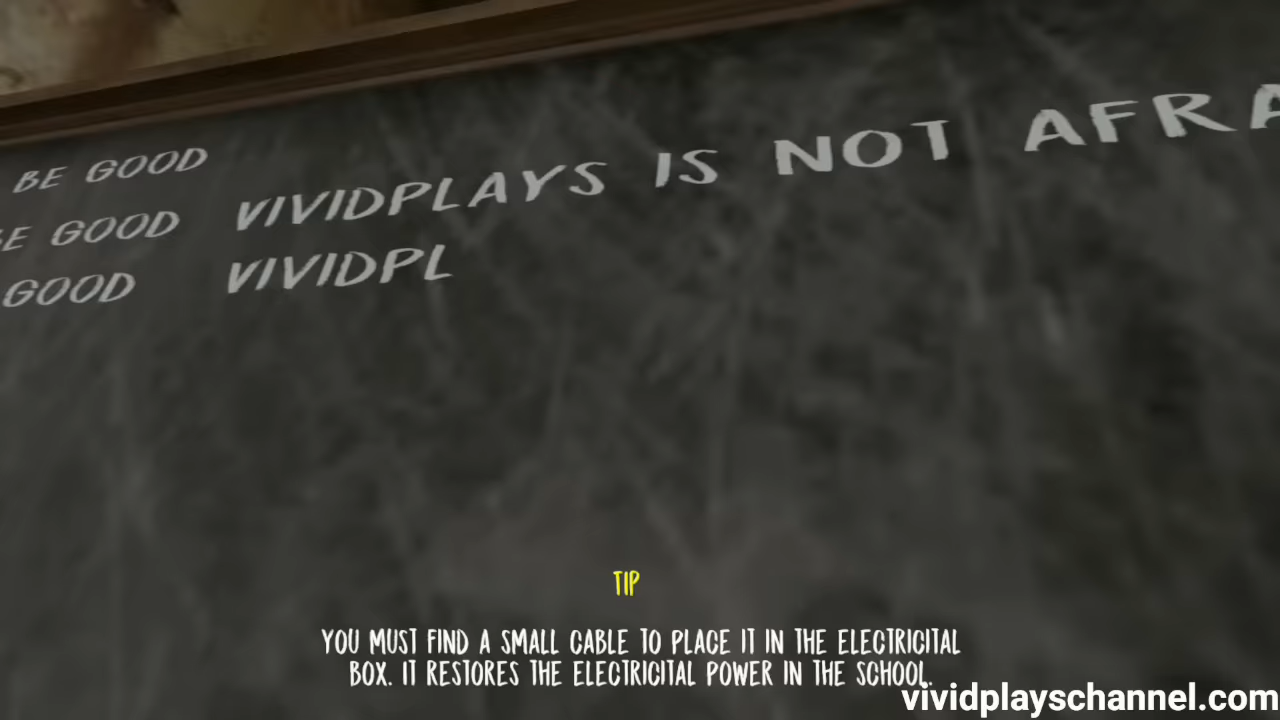 BE GOOD
BE GOOD VIVIDPLAYS IS NOT AFRA
GOOD VIVIDPL
TIP
YOU MUST FIND A SMALL CABLE TO PLACE IT IN THE ELECTRICITAL
BOX. IT RESTORES THE ELECTRICITAL POWER IN THE SCHOOL.
vividplayschannel.com